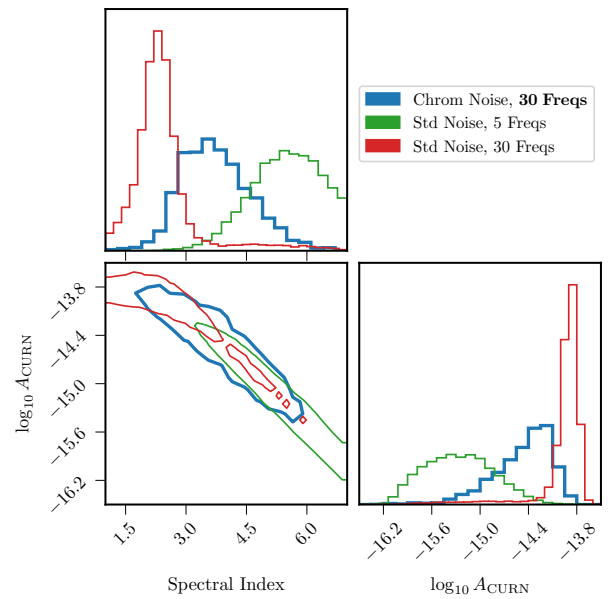 Chrom Noise, 30 Freqs
Std Noise, 5 Freqs
Std Noise, 30 Freqs
−13.8
−14.4
−15.0
−15.6
−16.2
log₁₀ A_CURN
1.5 3.0 4.5 6.0
Spectral Index
−16.2 −15.6 −15.0 −14.4 −13.8
log₁₀ A_CURN